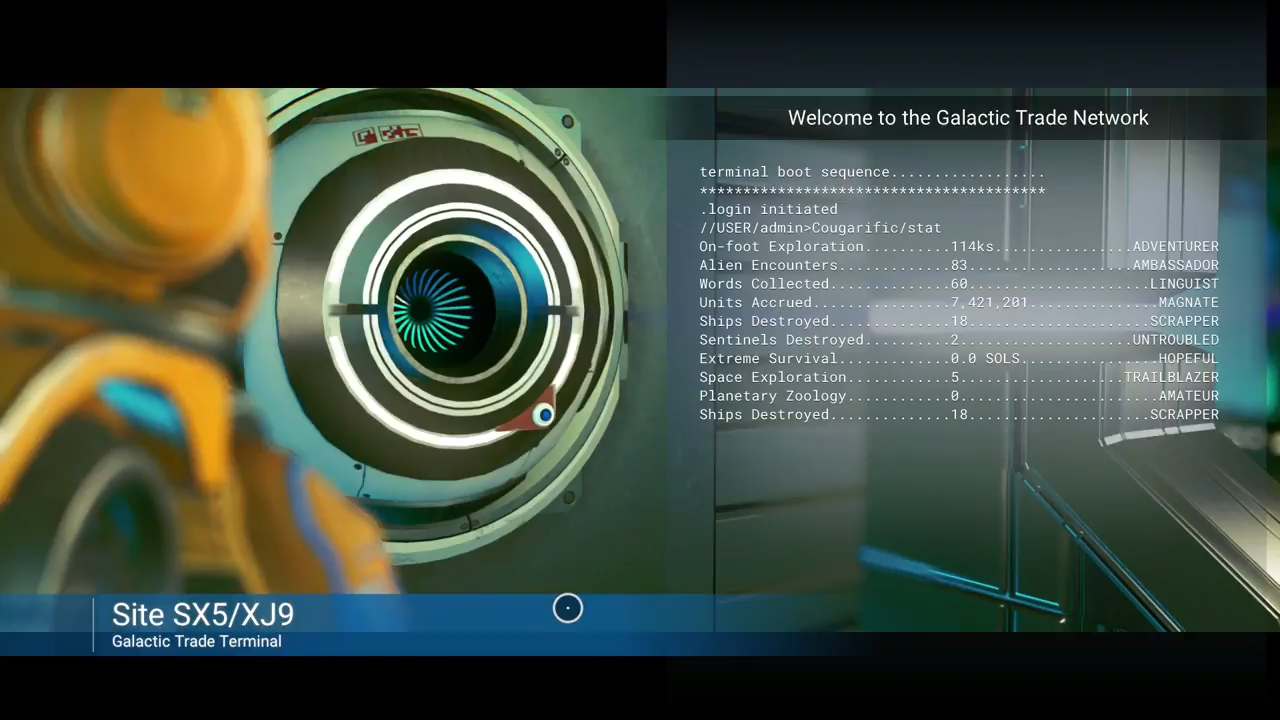 Welcome to the Galactic Trade Network
terminal boot sequence..................
****************************************
.login initiated
//USER/admin>Cougarific/stat
On-foot Exploration..........114ks................ADVENTURER
Alien Encounters.............83...................AMBASSADOR
Words Collected..............60.....................LINGUIST
Units Accrued................7,421,201...............MAGNATE
Ships Destroyed..............18.....................SCRAPPER
Sentinels Destroyed..........2....................UNTROUBLED
Extreme Survival.............0.0 SOLS................HOPEFUL
Space Exploration............5...................TRAILBLAZER
Planetary Zoology............0.......................AMATEUR
Ships Destroyed..............18.....................SCRAPPER
Site SX5/XJ9
Galactic Trade Terminal